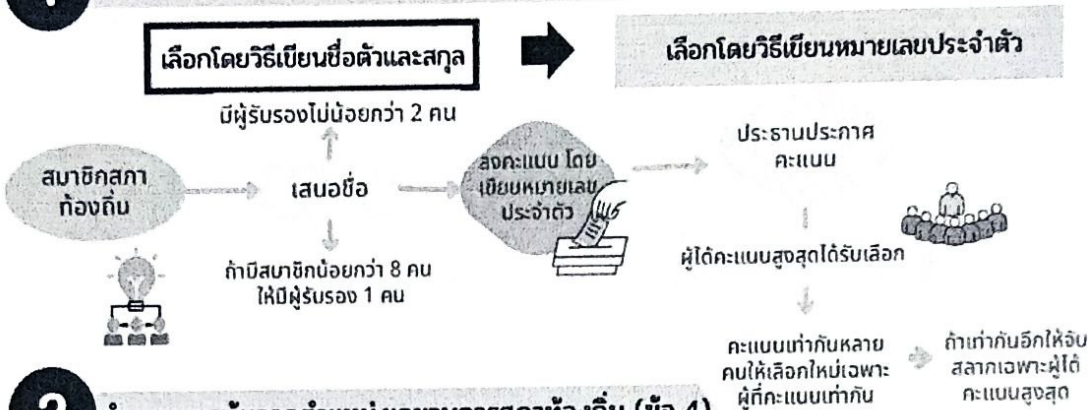 เลือกโดยวิธีเขียนชื่อตัวและสกุล
เลือกโดยวิธีเขียนหมายเลขประจำตัว
มีผู้รับรองไม่น้อยกว่า 2 คน
สมาชิกสภา
ท้องถิ่น
เสนอชื่อ
ลงคะแนน โดย
เขียนหมายเลข
ประจำตัว
ประธานประกาศ
คะแนน
ถ้ามีสมาชิกน้อยกว่า 8 คน
ให้มีผู้รับรอง 1 คน
ผู้ได้คะแนนสูงสุดได้รับเลือก
คะแนนเท่ากันหลาย
คนให้เลือกใหม่เฉพาะ
ผู้ที่คะแนนเท่ากัน
ถ้าเท่ากันอีกให้จับ
สลากเฉพาะผู้ได้
คะแนนสูงสุด
(ข้อ 4)